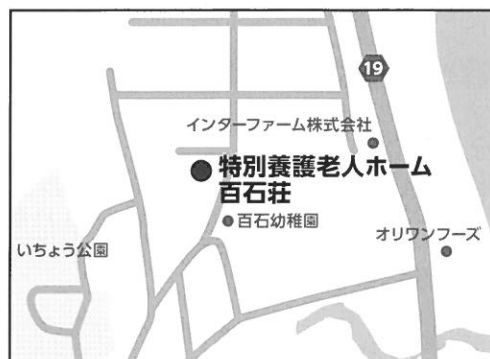 19
インターファーム株式会社
特別養護老人ホーム
百石荘
百石幼稚園
いちょう公園
オリワンフーズ